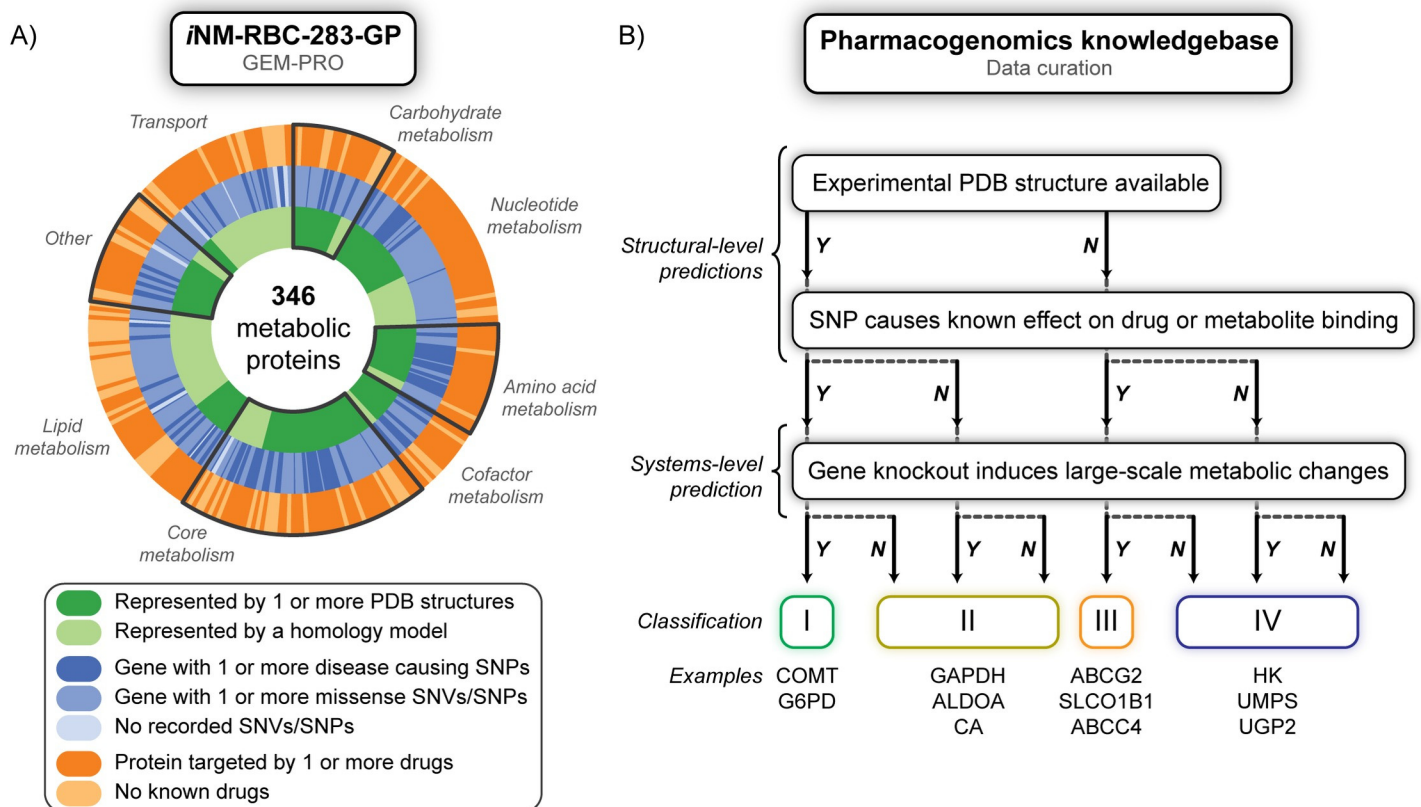 A)
iNM-RBC-283-GP
GEM-PRO
Transport
Carbohydrate
metabolism
Nucleotide
metabolism
Other
346
metabolic
proteins
Amino acid
metabolism
Lipid
metabolism
Cofactor
metabolism
Core
metabolism
Represented by 1 or more PDB structures
Represented by a homology model
Gene with 1 or more disease causing SNPs
Gene with 1 or more missense SNVs/SNPs
No recorded SNVs/SNPs
Protein targeted by 1 or more drugs
No known drugs
B)
Pharmacogenomics knowledgebase
Data curation
Experimental PDB structure available
Structural-level
predictions
Y
N
SNP causes known effect on drug or metabolite binding
Y
N
Y
N
Systems-level
prediction
Gene knockout induces large-scale metabolic changes
Y
N
Y
N
Y
N
Y
N
Classification
I
II
III
IV
Examples
COMT
GAPDH
ABCG2
HK
G6PD
ALDOA
SLCO1B1
UMPS
CA
ABCC4
UGP2